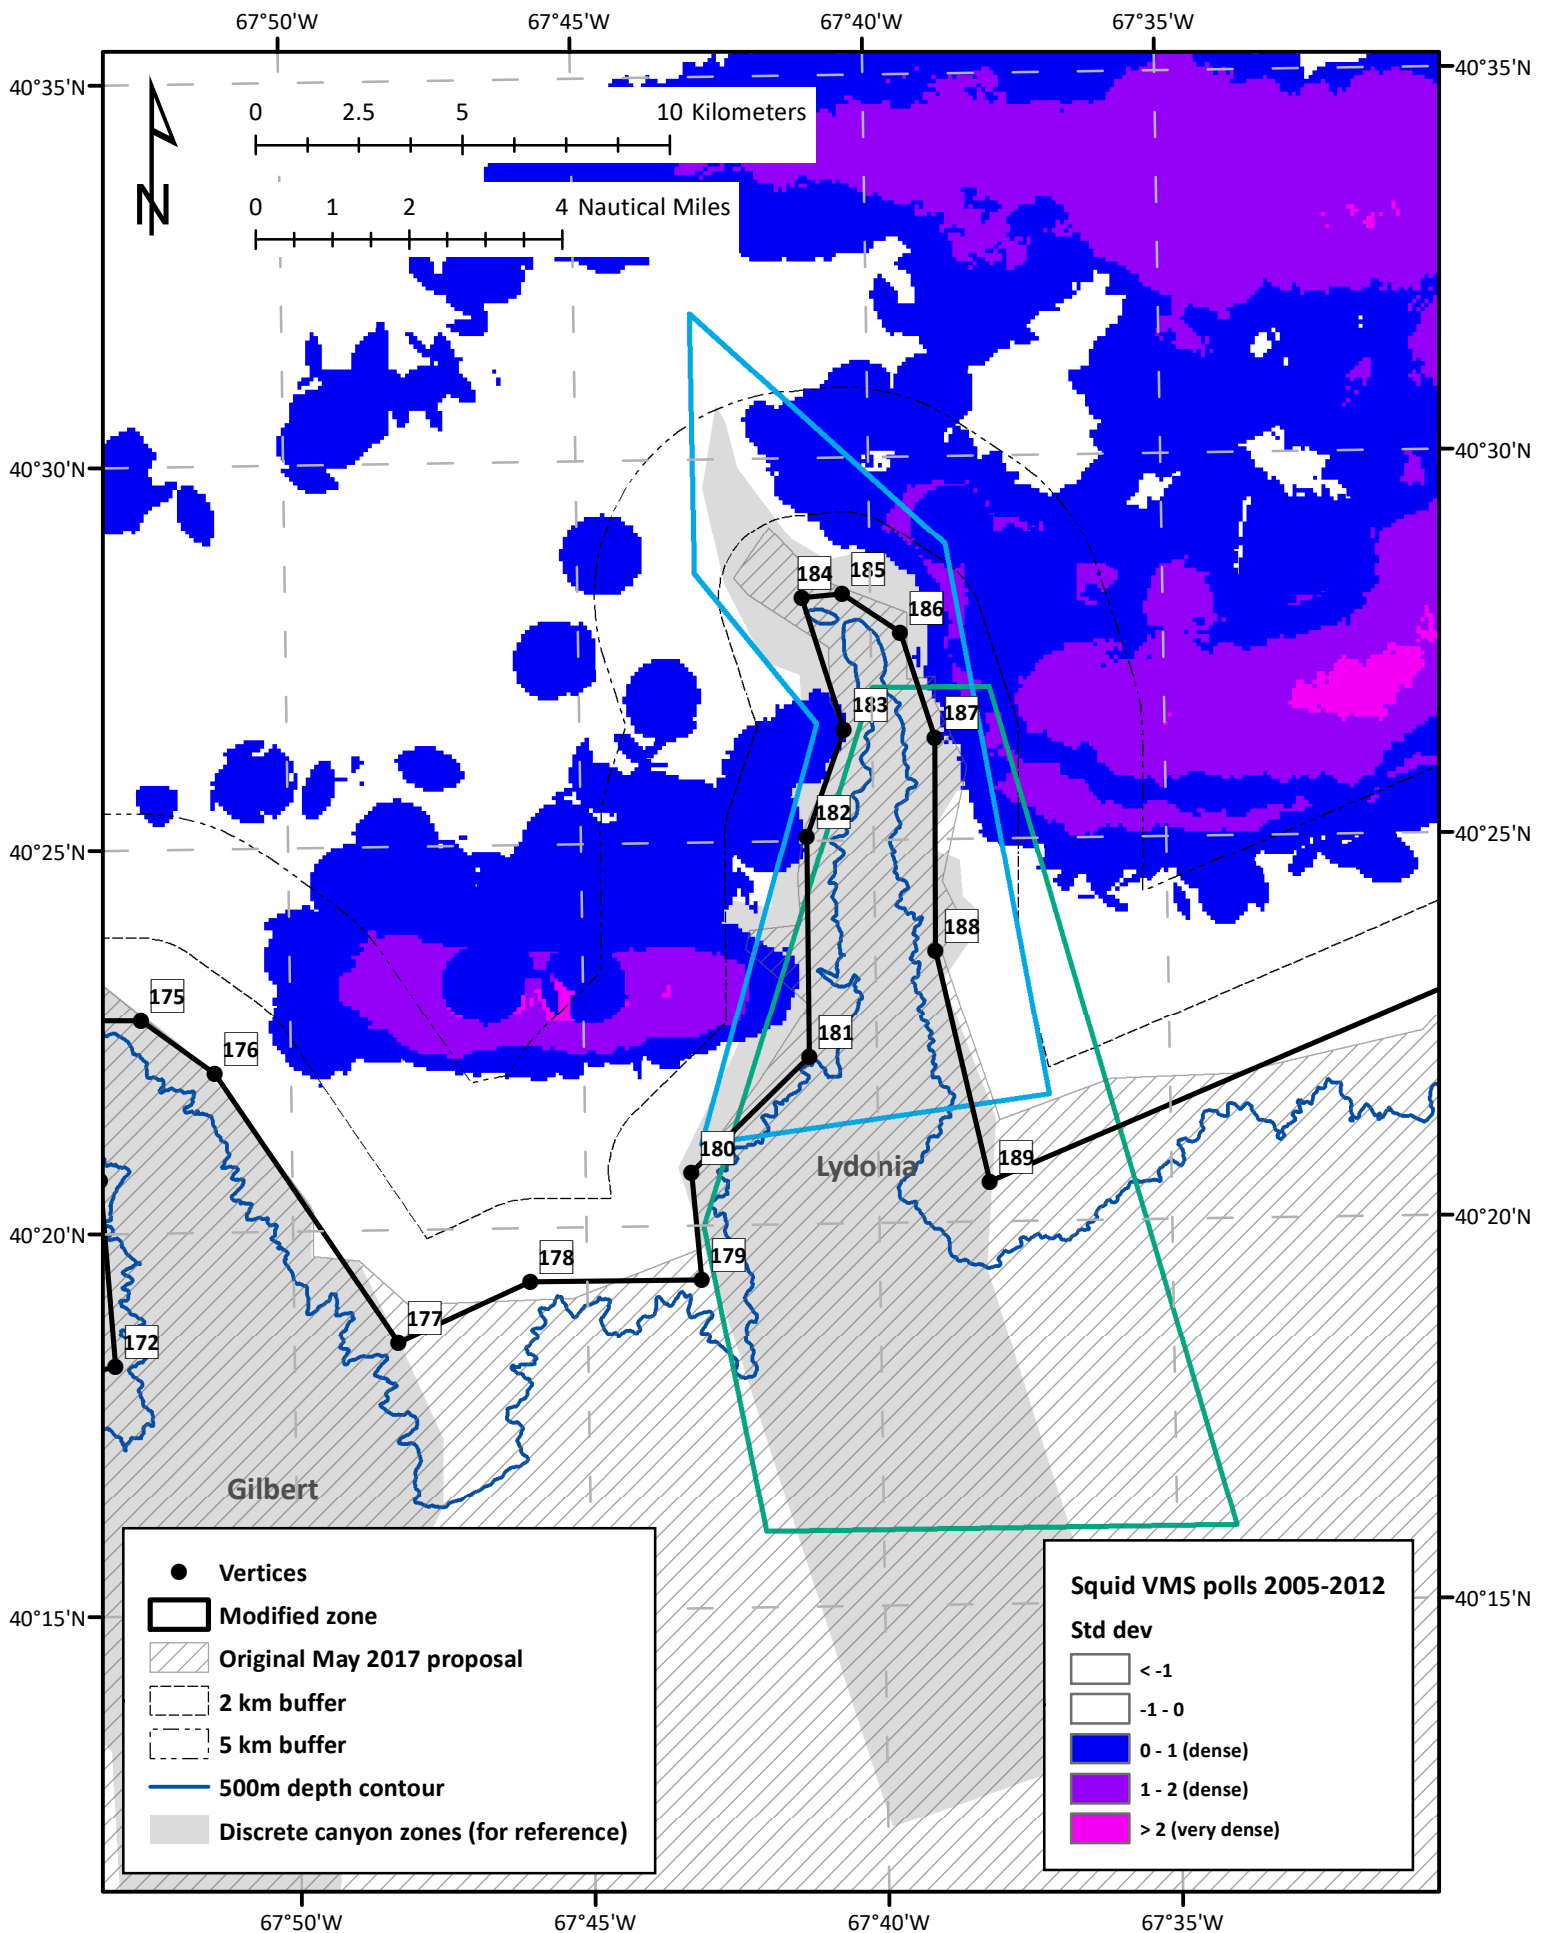 67°50'W 67°45'W 67°40'W 67°35'W
40°35'N 40°35'N
0 2.5 5 10 Kilometers
N
0 1 2 4 Nautical Miles
40°30'N 40°30'N
184 185
186
183
187
182
40°25'N 40°25'N
188
175
181
176
180
Lydonia
189
40°20'N 40°20'N
179
178
177
172
Gilbert
40°15'N 40°15'N
Vertices
Modified zone
Original May 2017 proposal
2 km buffer
5 km buffer
500m depth contour
Discrete canyon zones (for reference)
Squid VMS polls 2005-2012
Std dev
< -1
-1 - 0
0 - 1 (dense)
1 - 2 (dense)
> 2 (very dense)
67°50'W 67°45'W 67°40'W 67°35'W